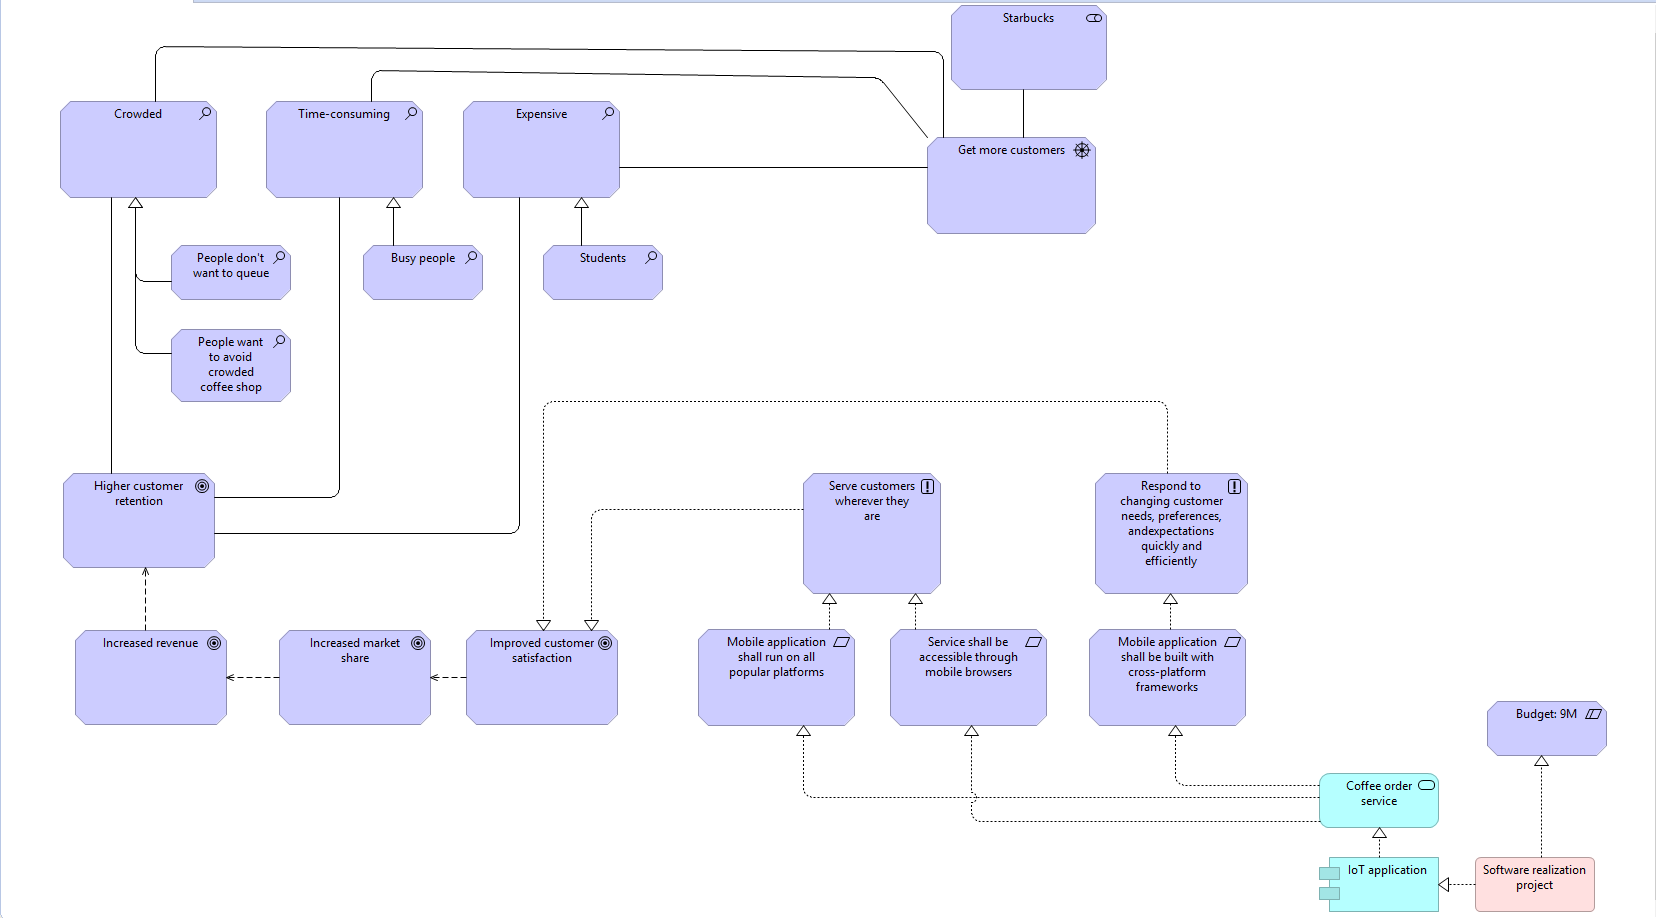 Starbucks
Crowded
Time-consuming
Expensive
Get more customers
People don't
want to queue
Busy people
Students
People want
to avoid
crowded
coffee shop
Higher customer
retention
Serve customers
wherever they
are
Respond to
changing customer
needs, preferences,
andexpectations
quickly and
efficiently
Increased revenue
Increased market
share
Improved customer
satisfaction
Mobile application
shall run on all
popular platforms
Service shall be
accessible through
mobile browsers
Mobile application
shall be built with
cross-platform
frameworks
Budget: 9M
Coffee order
service
IoT application
Software realization
project